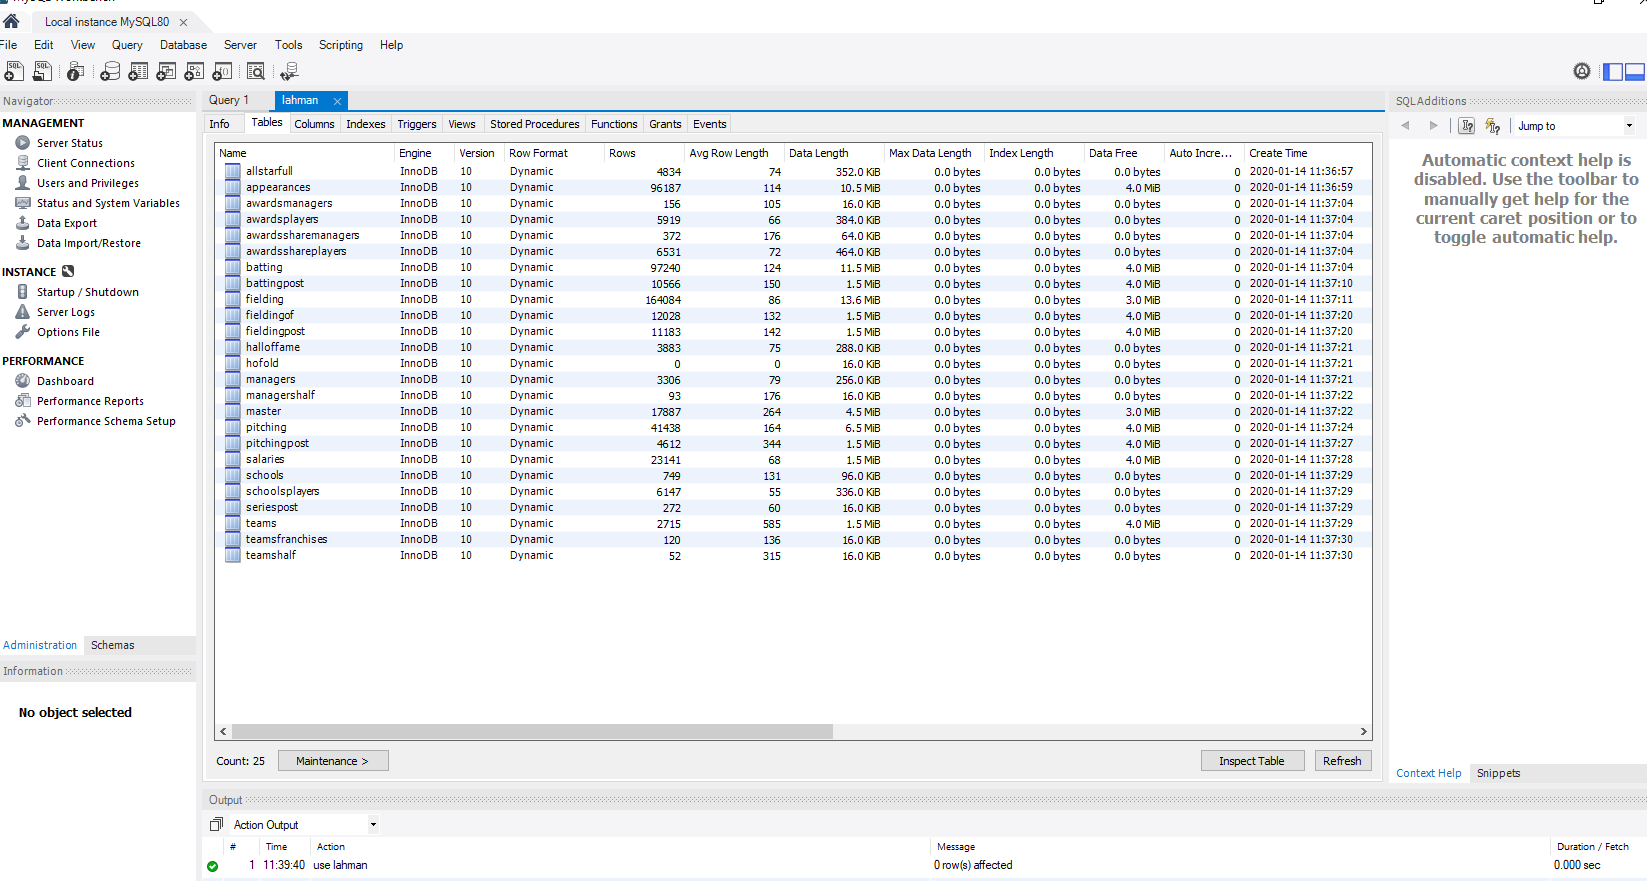 Local instance MySQL80
File Edit View Query Database Server Tools Scripting Help
Navigator
MANAGEMENT
Server Status
Client Connections
Users and Privileges
Status and System Variables
Data Export
Data Import/Restore
INSTANCE
Startup / Shutdown
Server Logs
Options File
PERFORMANCE
Dashboard
Performance Reports
Performance Schema Setup
Administration Schemas
Information
No object selected
Query 1 lahman
Info Tables Columns Indexes Triggers Views Stored Procedures Functions Grants Events
Name Engine Version Row Format Rows Avg Row Length Data Length Max Data Length Index Length Data Free Auto Incre... Create Time
allstarfull InnoDB 10 Dynamic 4834 74 352.0 KiB 0.0 bytes 0.0 bytes 0.0 bytes 0 2020-01-14 11:36:57
appearances InnoDB 10 Dynamic 96187 114 10.5 MiB 0.0 bytes 0.0 bytes 4.0 MiB 0 2020-01-14 11:36:59
awardsmanagers InnoDB 10 Dynamic 156 105 16.0 KiB 0.0 bytes 0.0 bytes 0.0 bytes 0 2020-01-14 11:37:04
awardsplayers InnoDB 10 Dynamic 5919 66 384.0 KiB 0.0 bytes 0.0 bytes 0.0 bytes 0 2020-01-14 11:37:04
awardssharemanagers InnoDB 10 Dynamic 372 176 64.0 KiB 0.0 bytes 0.0 bytes 0.0 bytes 0 2020-01-14 11:37:04
awardsshareplayers InnoDB 10 Dynamic 6531 72 464.0 KiB 0.0 bytes 0.0 bytes 0.0 bytes 0 2020-01-14 11:37:04
batting InnoDB 10 Dynamic 97240 124 11.5 MiB 0.0 bytes 0.0 bytes 4.0 MiB 0 2020-01-14 11:37:04
battingpost InnoDB 10 Dynamic 10566 150 1.5 MiB 0.0 bytes 0.0 bytes 4.0 MiB 0 2020-01-14 11:37:10
fielding InnoDB 10 Dynamic 164084 86 13.6 MiB 0.0 bytes 0.0 bytes 3.0 MiB 0 2020-01-14 11:37:11
fieldingof InnoDB 10 Dynamic 12028 132 1.5 MiB 0.0 bytes 0.0 bytes 4.0 MiB 0 2020-01-14 11:37:20
fieldingpost InnoDB 10 Dynamic 11183 142 1.5 MiB 0.0 bytes 0.0 bytes 4.0 MiB 0 2020-01-14 11:37:20
halloffame InnoDB 10 Dynamic 3883 75 288.0 KiB 0.0 bytes 0.0 bytes 0.0 bytes 0 2020-01-14 11:37:21
hofold InnoDB 10 Dynamic 0 0 16.0 KiB 0.0 bytes 0.0 bytes 0.0 bytes 0 2020-01-14 11:37:21
managers InnoDB 10 Dynamic 3306 79 256.0 KiB 0.0 bytes 0.0 bytes 0.0 bytes 0 2020-01-14 11:37:21
managershalf InnoDB 10 Dynamic 93 176 16.0 KiB 0.0 bytes 0.0 bytes 0.0 bytes 0 2020-01-14 11:37:22
master InnoDB 10 Dynamic 17887 264 4.5 MiB 0.0 bytes 0.0 bytes 3.0 MiB 0 2020-01-14 11:37:22
pitching InnoDB 10 Dynamic 41438 164 6.5 MiB 0.0 bytes 0.0 bytes 4.0 MiB 0 2020-01-14 11:37:24
pitchingpost InnoDB 10 Dynamic 4612 344 1.5 MiB 0.0 bytes 0.0 bytes 4.0 MiB 0 2020-01-14 11:37:27
salaries InnoDB 10 Dynamic 23141 68 1.5 MiB 0.0 bytes 0.0 bytes 4.0 MiB 0 2020-01-14 11:37:28
schools InnoDB 10 Dynamic 749 131 96.0 KiB 0.0 bytes 0.0 bytes 0.0 bytes 0 2020-01-14 11:37:29
schoolsplayers InnoDB 10 Dynamic 6147 55 336.0 KiB 0.0 bytes 0.0 bytes 0.0 bytes 0 2020-01-14 11:37:29
seriespost InnoDB 10 Dynamic 272 60 16.0 KiB 0.0 bytes 0.0 bytes 0.0 bytes 0 2020-01-14 11:37:29
teams InnoDB 10 Dynamic 2715 585 1.5 MiB 0.0 bytes 0.0 bytes 4.0 MiB 0 2020-01-14 11:37:29
teamsfranchises InnoDB 10 Dynamic 120 136 16.0 KiB 0.0 bytes 0.0 bytes 0.0 bytes 0 2020-01-14 11:37:30
teamshalf InnoDB 10 Dynamic 52 315 16.0 KiB 0.0 bytes 0.0 bytes 0.0 bytes 0 2020-01-14 11:37:30
Count: 25 Maintenance > Inspect Table Refresh
SQLAdditions
Jump to
Automatic context help is
disabled. Use the toolbar to
manually get help for the
current caret position or to
toggle automatic help.
Context Help Snippets
Output
Action Output
# Time Action Message Duration / Fetch
1 11:39:40 use lahman 0 row(s) affected 0.000 sec